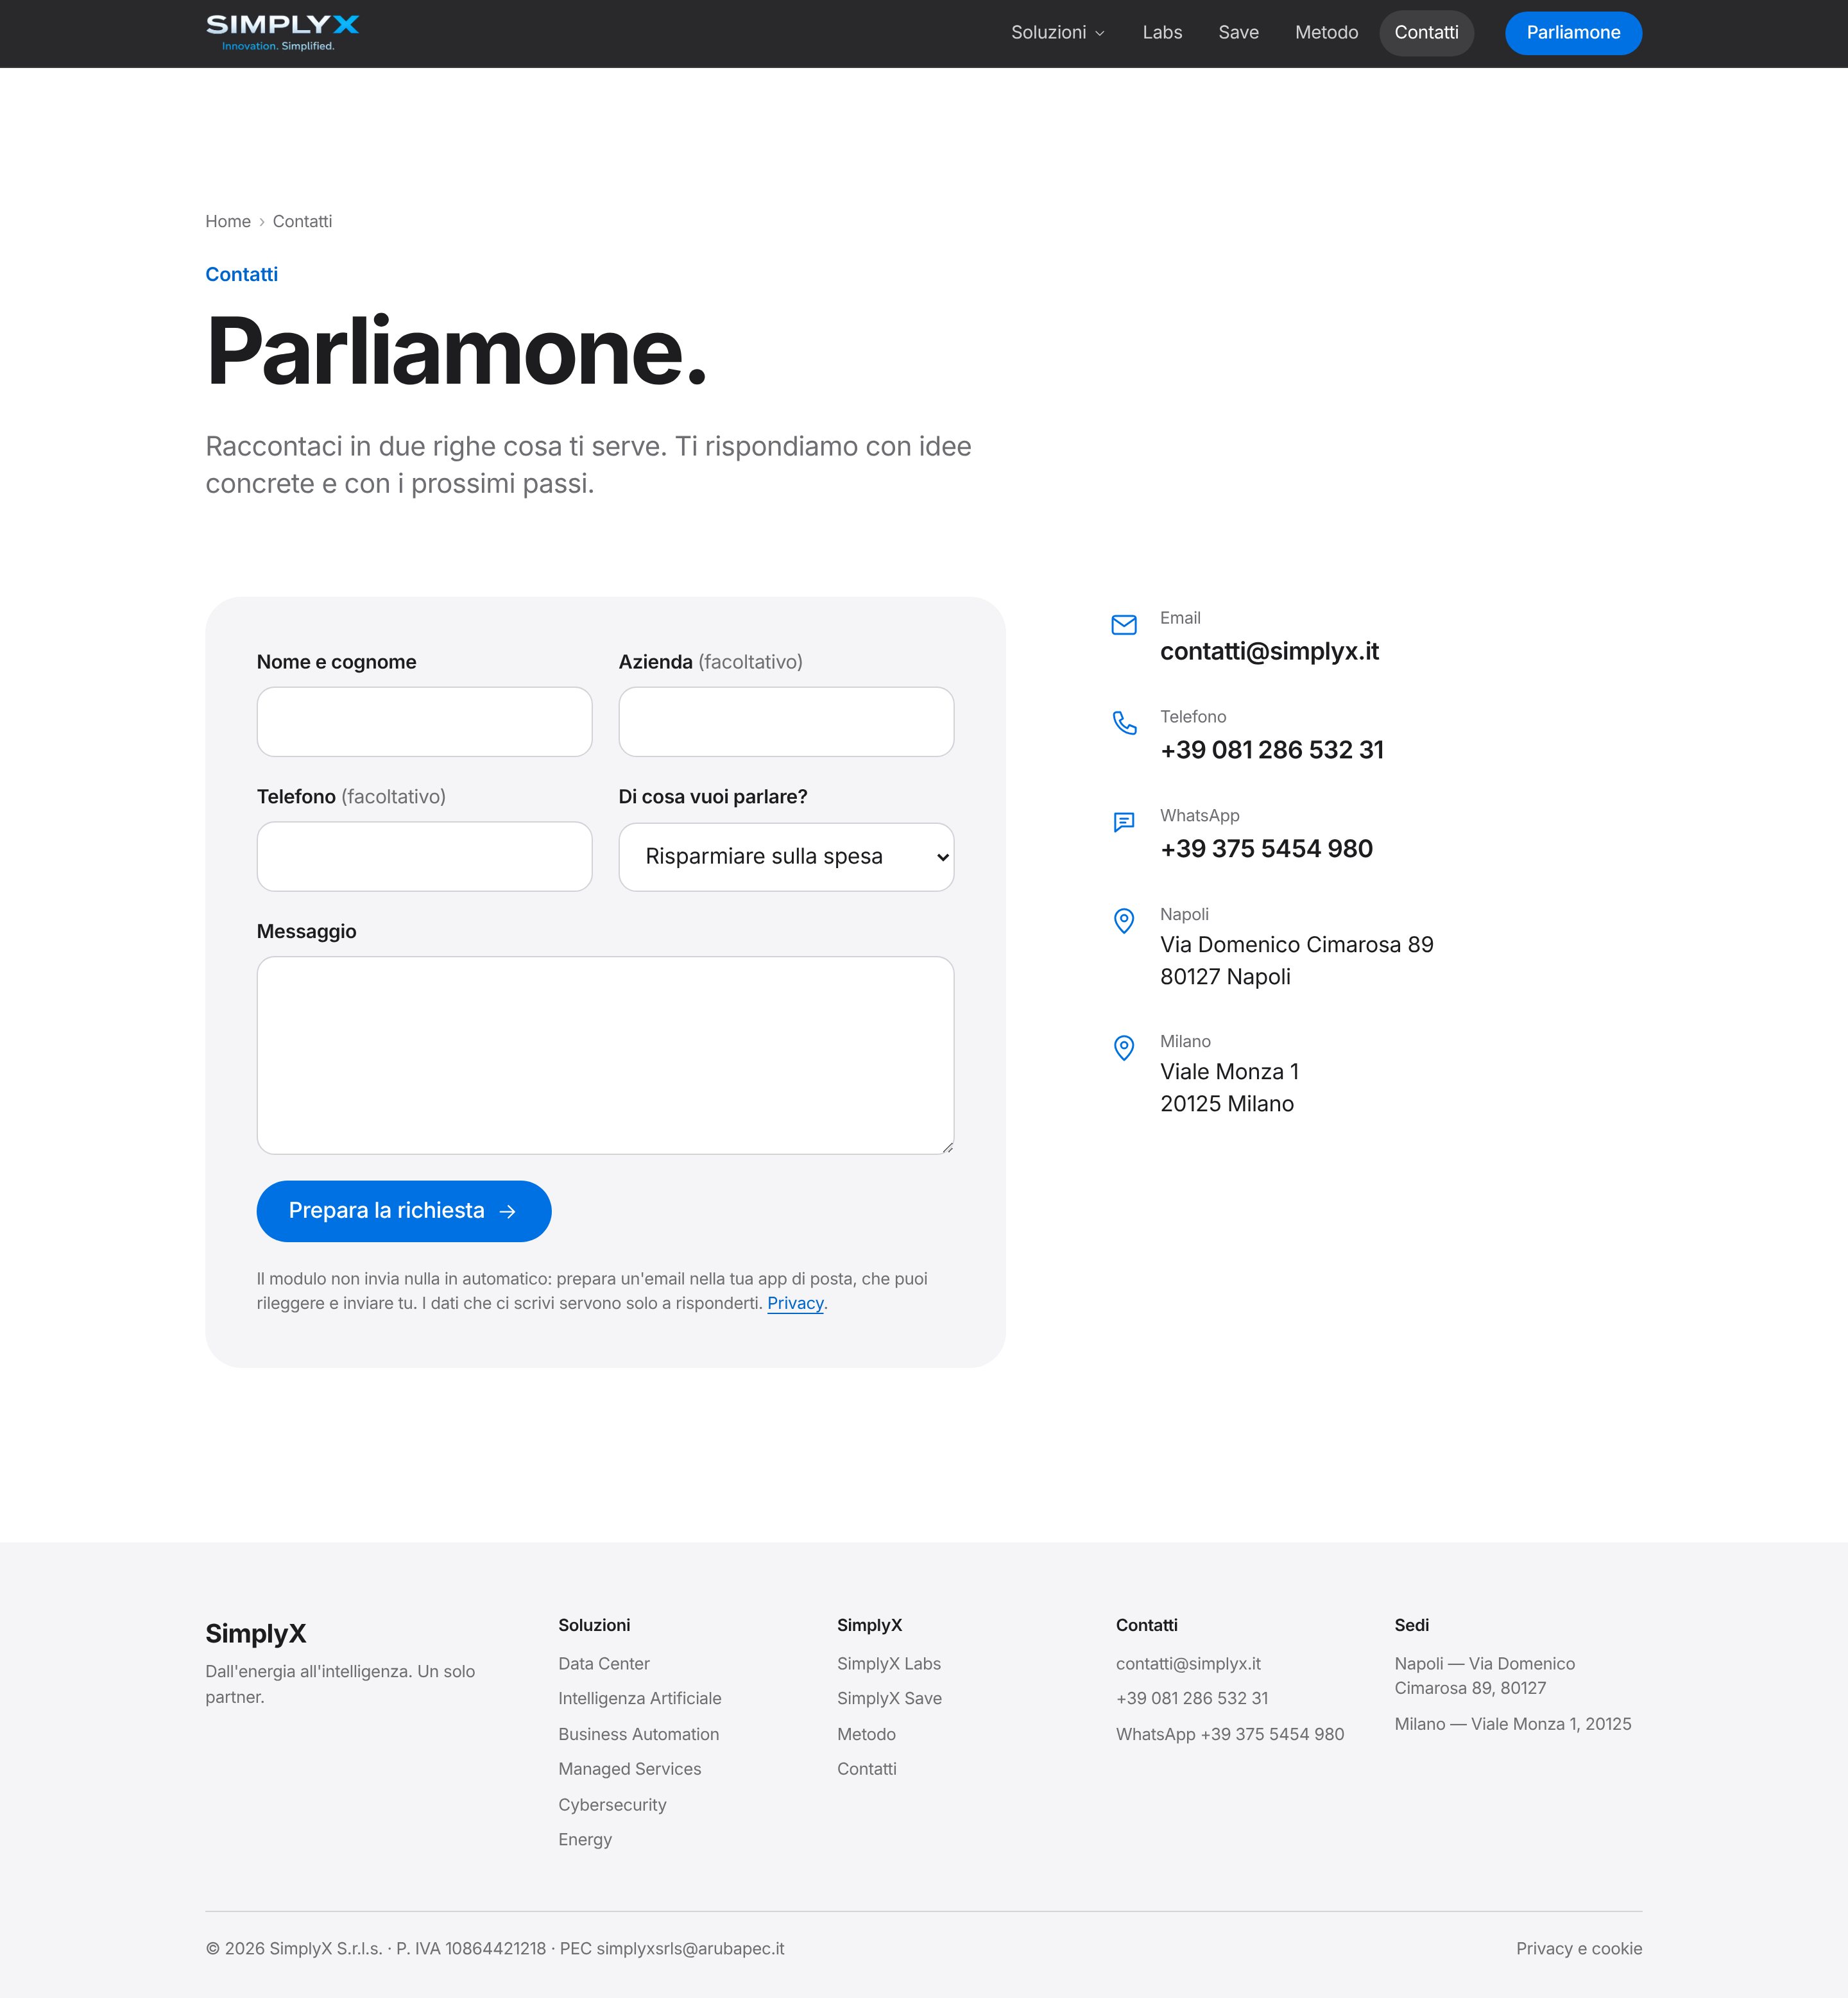 SIMPLYX
Innovation. Simplified.
Soluzioni
Labs
Save
Metodo
Contatti
Parliamone
Home › Contatti
Contatti
Parliamone.
Raccontaci in due righe cosa ti serve. Ti rispondiamo con idee
concrete e con i prossimi passi.
Nome e cognome
Azienda (facoltativo)
Telefono (facoltativo)
Di cosa vuoi parlare?
Risparmiare sulla spesa
Messaggio
Prepara la richiesta →
Il modulo non invia nulla in automatico: prepara un'email nella tua app di posta, che puoi
rileggere e inviare tu. I dati che ci scrivi servono solo a risponderti. Privacy.
Email
contatti@simplyx.it
Telefono
+39 081 286 532 31
WhatsApp
+39 375 5454 980
Napoli
Via Domenico Cimarosa 89
80127 Napoli
Milano
Viale Monza 1
20125 Milano
SimplyX
Dall'energia all'intelligenza. Un solo
partner.
Soluzioni
Data Center
Intelligenza Artificiale
Business Automation
Managed Services
Cybersecurity
Energy
SimplyX
SimplyX Labs
SimplyX Save
Metodo
Contatti
Contatti
contatti@simplyx.it
+39 081 286 532 31
WhatsApp +39 375 5454 980
Sedi
Napoli — Via Domenico
Cimarosa 89, 80127
Milano — Viale Monza 1, 20125
© 2026 SimplyX S.r.l.s. · P. IVA 10864421218 · PEC simplyxsrls@arubapec.it
Privacy e cookie